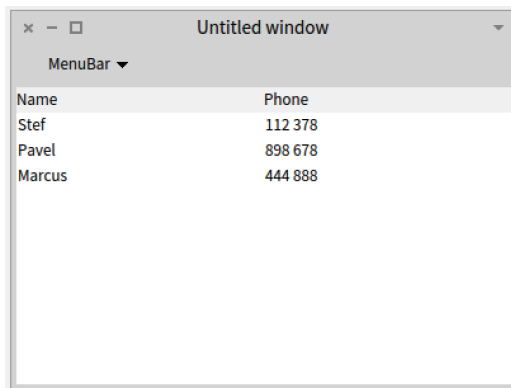 Untitled window
MenuBar
Name Phone
Stef 112 378
Pavel 898 678
Marcus 444 888